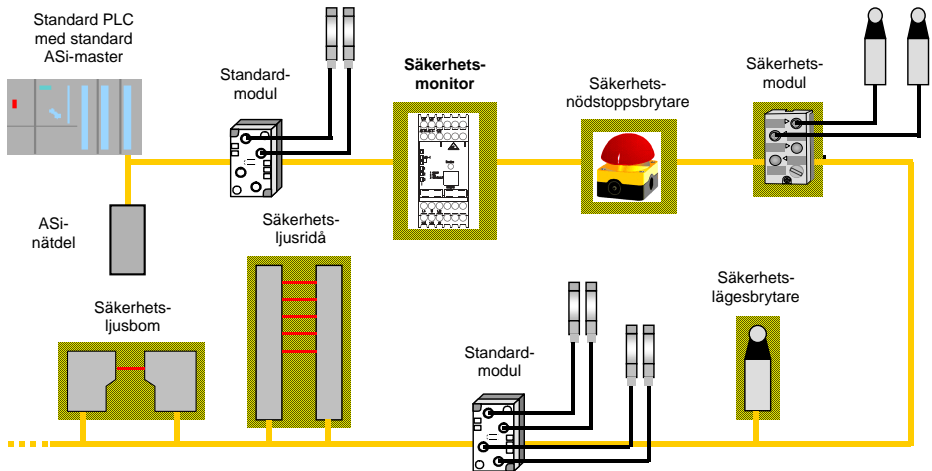 Standard PLC
med standard
ASi-master
Standard-
modul
Säkerhets-
monitor
Säkerhets-
nödstoppsbrytare
Säkerhets-
modul
ASi-
nätdel
Säkerhets-
ljusridå
Säkerhets-
ljusbom
Standard-
modul
Säkerhets-
lägesbrytare